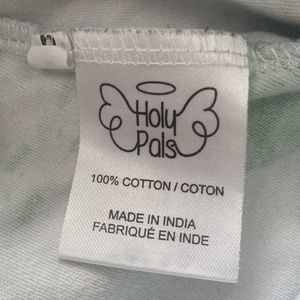 Holy
Pals
100% COTTON / COTON
MADE IN INDIA
FABRIQUÉ EN INDE